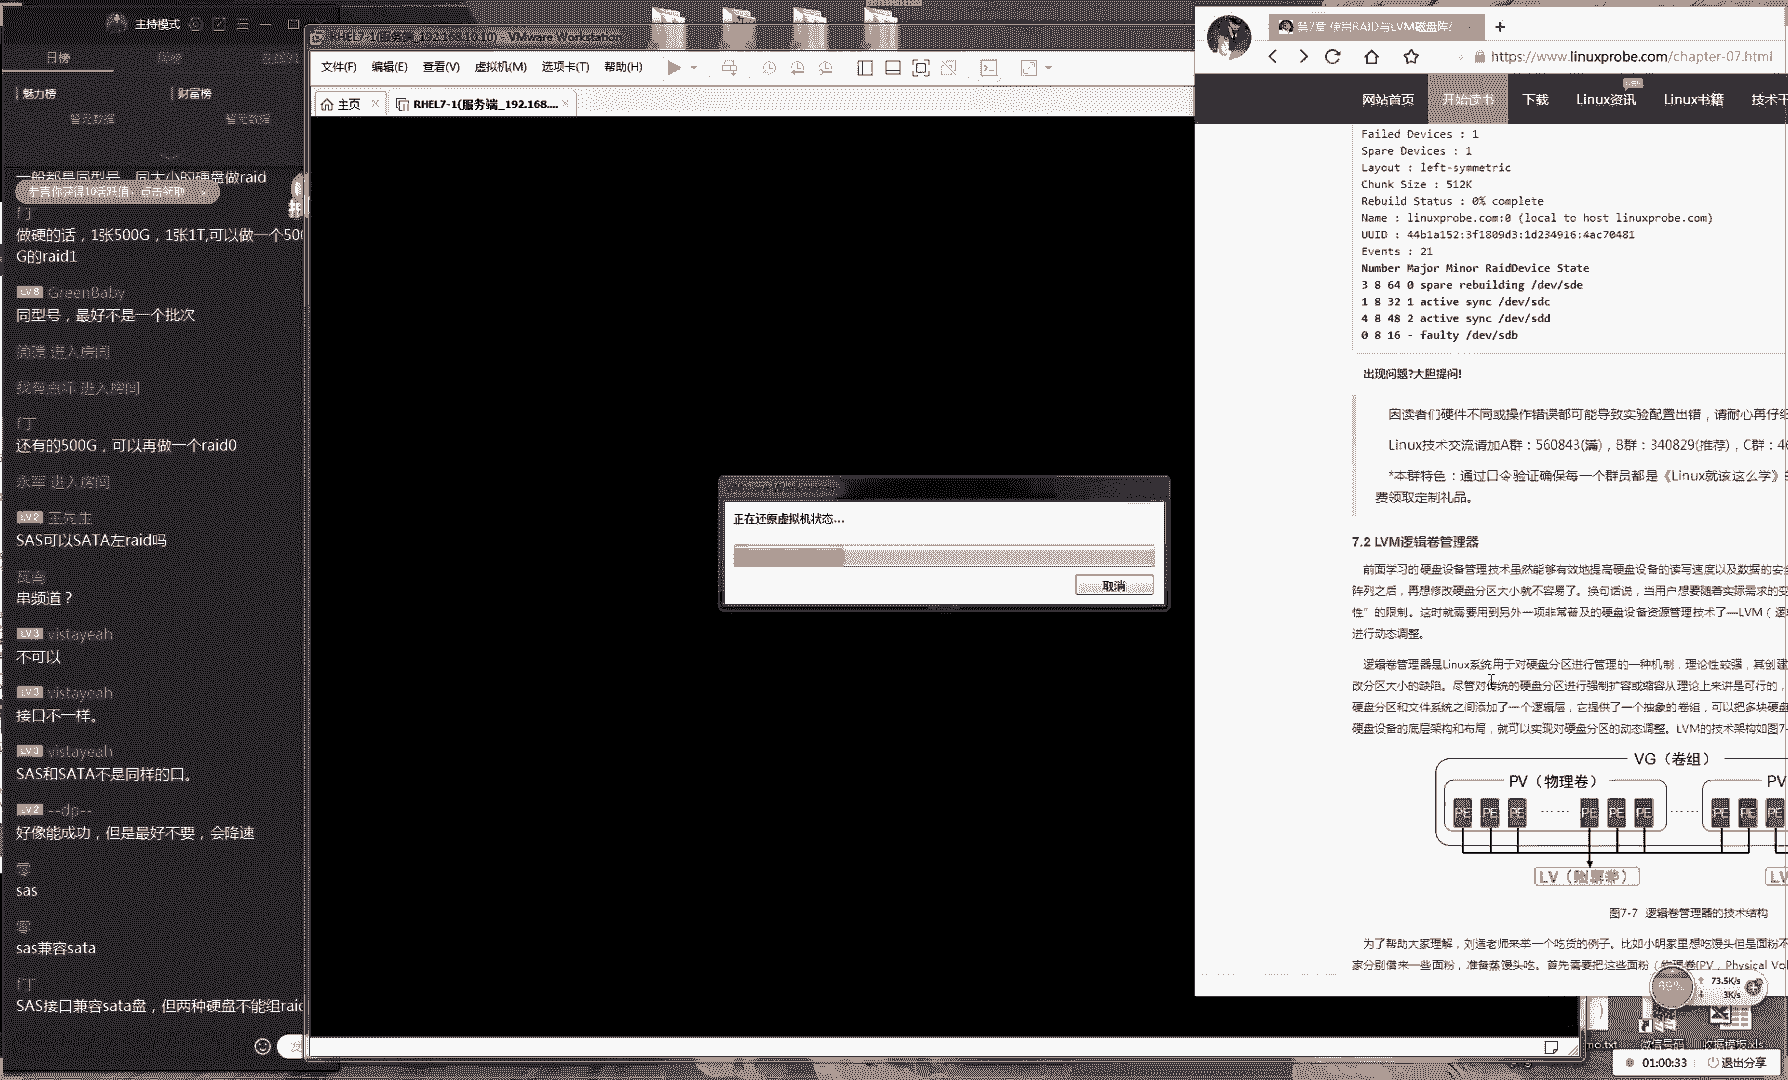 主持模式
日榜
魅力榜
财富榜
暂无数据
暂无数据
一般都是同型号，同大小的硬盘做raid
做硬的话，1张500G，1张1T,可以做一个500
G的raid1
LV8 GreenBaby
同型号，最好不是一个批次
进入房间
进入房间
还有的500G，可以再做一个raid0
进入房间
LV2 王先生
SAS可以SATA左raid吗
串频道？
LV3 vistayeah
不可以
LV3 vistayeah
接口不一样。
LV3 vistayeah
SAS和SATA不是同样的口。
LV2 --dp--
好像能成功，但是最好不要，会降速
零
sas
零
sas兼容sata
SAS接口兼容sata盘，但两种硬盘不能组raid
RHEL7-1(服务端_192.168.10.10) - VMware Workstation
文件(F) 编辑(E) 查看(V) 虚拟机(M) 选项卡(T) 帮助(H)
主页
RHEL7-1(服务端_192.168....
正在还原虚拟机状态...
取消
第7章 使用RAID与LVM磁盘阵
https://www.linuxprobe.com/chapter-07.html
网站首页 开始读书 下载 Linux资讯 Linux书籍 技术干
Failed Devices : 1
Spare Devices : 1
Layout : left-symmetric
Chunk Size : 512K
Rebuild Status : 0% complete
Name : linuxprobe.com:0 (local to host linuxprobe.com)
UUID : 44b1a152:3f1809d3:1d234916:4ac70481
Events : 21
Number Major Minor RaidDevice State
3 8 64 0 spare rebuilding /dev/sde
1 8 32 1 active sync /dev/sdc
4 8 48 2 active sync /dev/sdd
0 8 16 - faulty /dev/sdb
出现问题?大胆提问!
因读者们硬件不同或操作错误都可能导致实验配置出错，请耐心再仔细
Linux技术交流请加A群：560843(满)，B群：340829(推荐)，C群：46
*本群特色：通过口令验证确保每一个群员都是《Linux就该这么学》
费领取定制礼品。
7.2 LVM逻辑卷管理器
前面学习的硬盘设备管理技术虽然能够有效地提高硬盘设备的读写速度以及数据的安全
阵列之后，再想修改硬盘分区大小就不容易了。换句话说，当用户想要随着实际需求的变
性”的限制。这时就需要用到另外一项非常普及的硬盘设备资源管理技术了—LVM（逻
进行动态调整。
逻辑卷管理器是Linux系统用于对硬盘分区进行管理的一种机制，理论性较强，其创建
改分区大小的缺陷。尽管对传统的硬盘分区进行强制扩容或缩容从理论上来讲是可行的，
硬盘分区和文件系统之间添加了一个逻辑层，它提供了一个抽象的卷组，可以把多块硬盘
硬盘设备的底层架构和布局，就可以实现对硬盘分区的动态调整。LVM的技术架构如图7-
VG（卷组）
PV（物理卷）
PV
PE PE PE PE PE PE PE PE PE
LV（逻辑卷）
LV
图7-7 逻辑卷管理器的技术结构
为了帮助大家理解，刘遄老师来举一个吃货的例子。比如小明家里想吃馒头但是面粉不
家分别借来一些面粉，准备蒸馒头吃。首先需要把这些面粉（物理卷[PV，Physical Vol
69%
73.5K/s
3K/s
01:00:33
退出分享